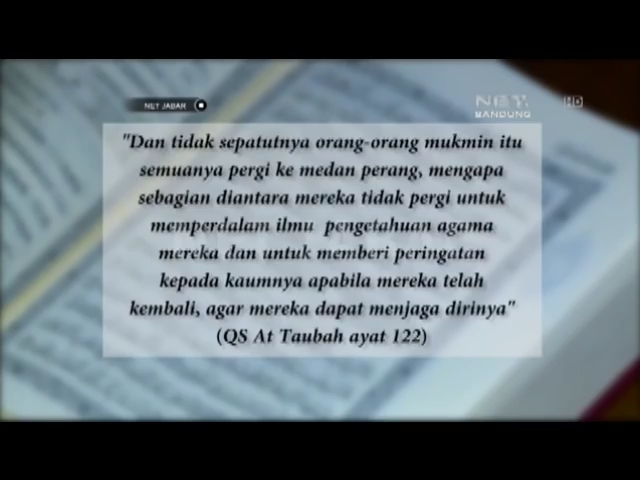 NET JABAR
NET.
BANDUNG
HD
"Dan tidak sepatutnya orang-orang mukmin itu
semuanya pergi ke medan perang, mengapa
sebagian diantara mereka tidak pergi untuk
memperdalam ilmu pengetahuan agama
mereka dan untuk memberi peringatan
kepada kaumnya apabila mereka telah
kembali, agar mereka dapat menjaga dirinya"
(QS At Taubah ayat 122)